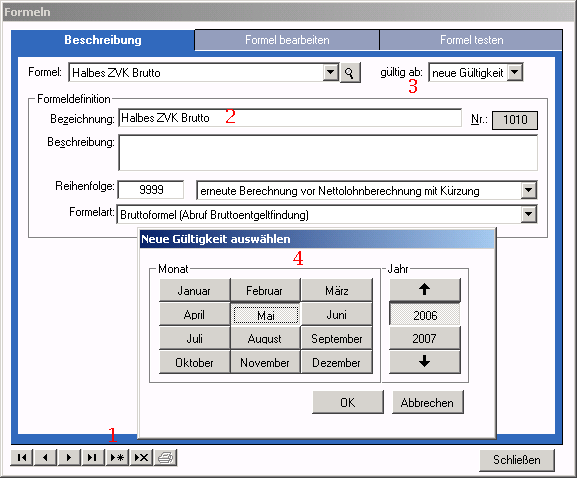 Formeln
Beschreibung Formel bearbeiten Formel testen
Formel: Halbes ZVK Brutto gültig ab: neue Gültigkeit
3
Formeldefinition
Bezeichnung: Halbes ZVK Brutto 2 Nr.: 1010
Beschreibung:
Reihenfolge: 9999 erneute Berechnung vor Nettolohnberechnung mit Kürzung
Formelart: Bruttoformel (Abruf Bruttoentgeltfindung)
Neue Gültigkeit auswählen
4
Monat Jahr
Januar Februar März
April Mai Juni 2006
Juli August September 2007
Oktober November Dezember
OK Abbrechen
1
Schließen